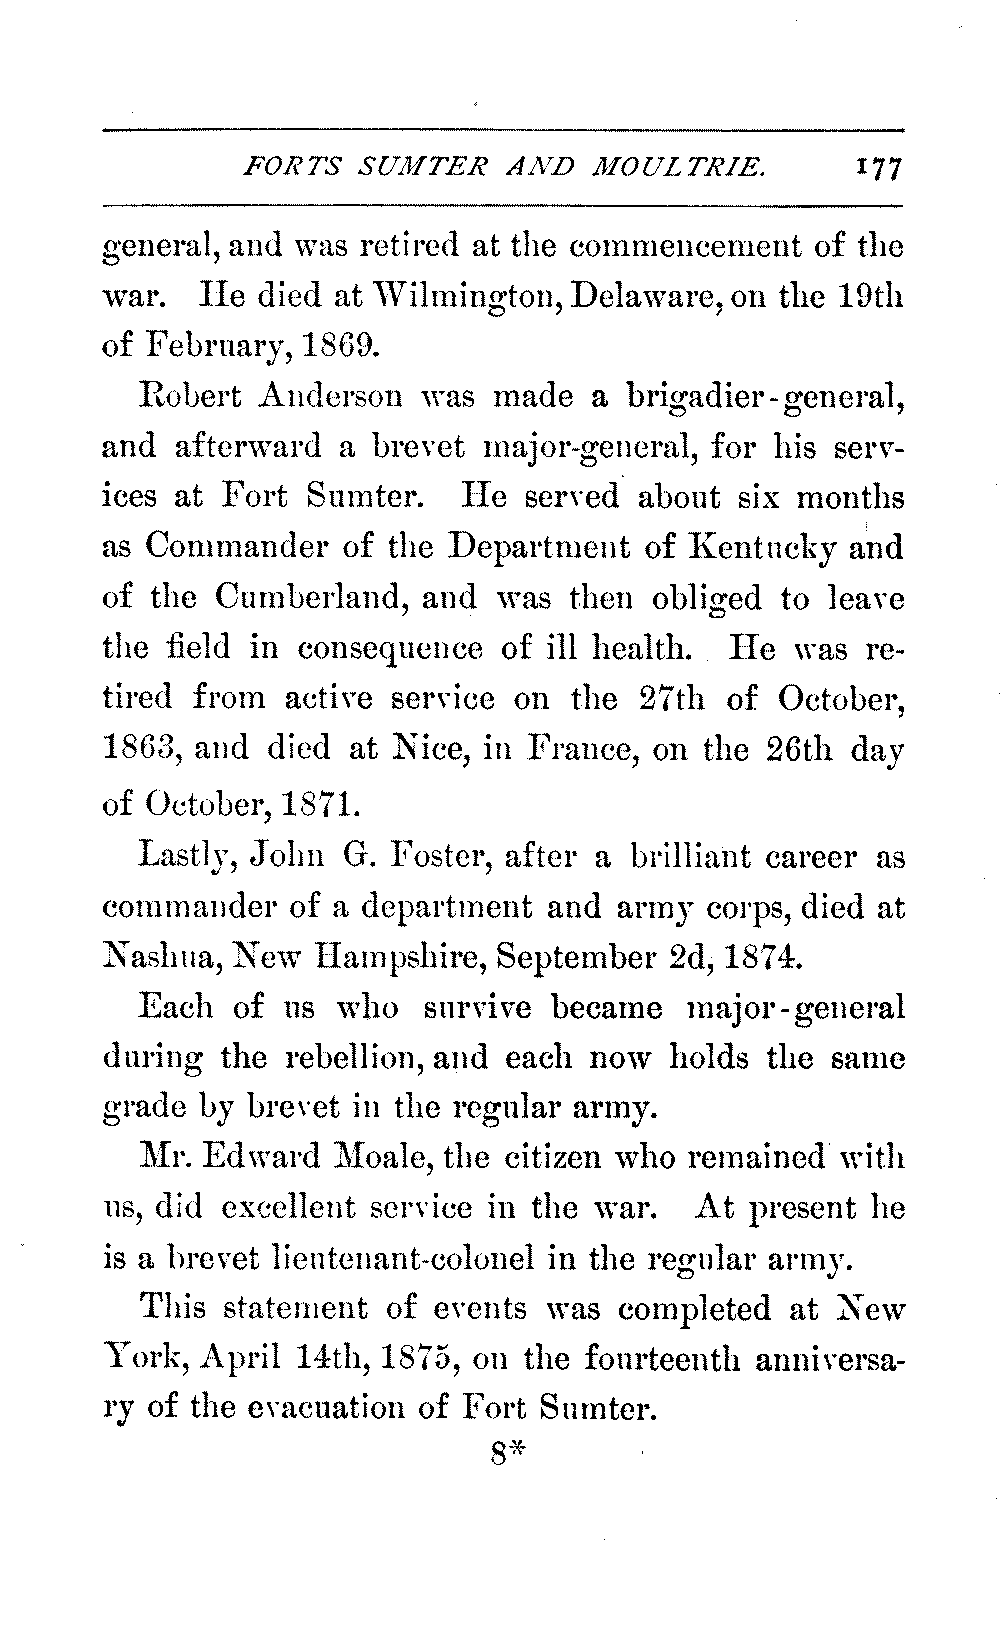 FORTS SUMTER AND MOULTRIE. 177
general, and was retired at the commencement of the
war. He died at Wilmington, Delaware, on the 19th
of February, 1869.
Robert Anderson was made a brigadier-general,
and afterward a brevet major-general, for his serv-
ices at Fort Sumter. He served about six months
as Commander of the Department of Kentucky and
of the Cumberland, and was then obliged to leave
the field in consequence of ill health. He was re-
tired from active service on the 27th of October,
1863, and died at Nice, in France, on the 26th day
of October, 1871.
Lastly, John G. Foster, after a brilliant career as
commander of a department and army corps, died at
Nashua, New Hampshire, September 2d, 1874.
Each of us who survive became major-general
during the rebellion, and each now holds the same
grade by brevet in the regular army.
Mr. Edward Moale, the citizen who remained with
us, did excellent service in the war. At present he
is a brevet lieutenant-colonel in the regular army.
This statement of events was completed at New
York, April 14th, 1875, on the fourteenth anniversa-
ry of the evacuation of Fort Sumter.
8*